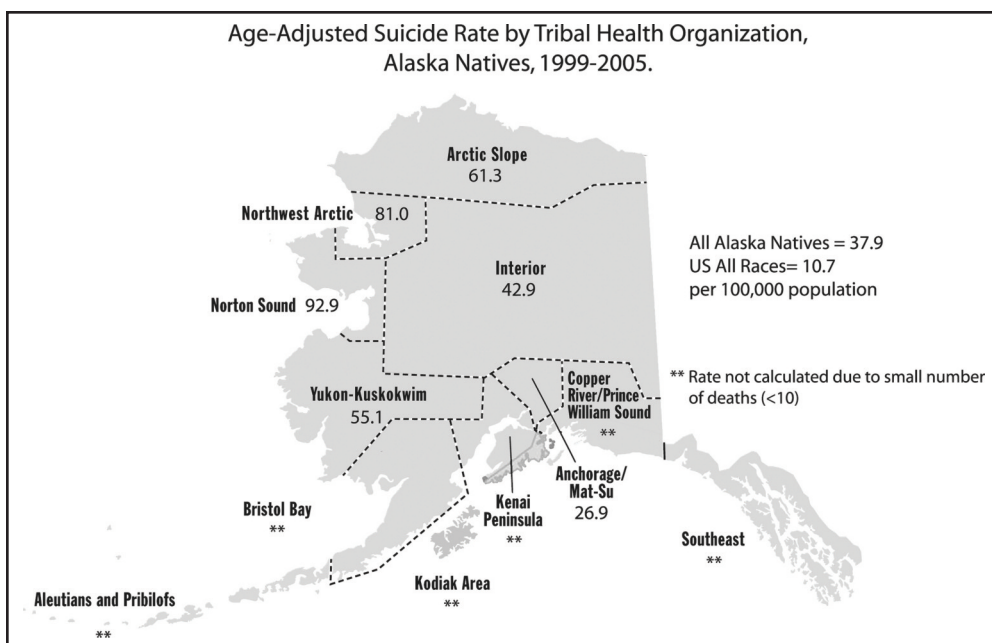 Age-Adjusted Suicide Rate by Tribal Health Organization,
Alaska Natives, 1999-2005.
Arctic Slope
61.3
Northwest Arctic 81.0
Interior
42.9
All Alaska Natives = 37.9
US All Races= 10.7
per 100,000 population
Norton Sound 92.9
Yukon-Kuskokwim
55.1
Copper
River/Prince
William Sound
**
** Rate not calculated due to small number
of deaths (<10)
Anchorage/
Mat-Su
26.9
Kenai
Peninsula
**
Bristol Bay
**
Southeast
**
Kodiak Area
**
Aleutians and Pribilofs
**